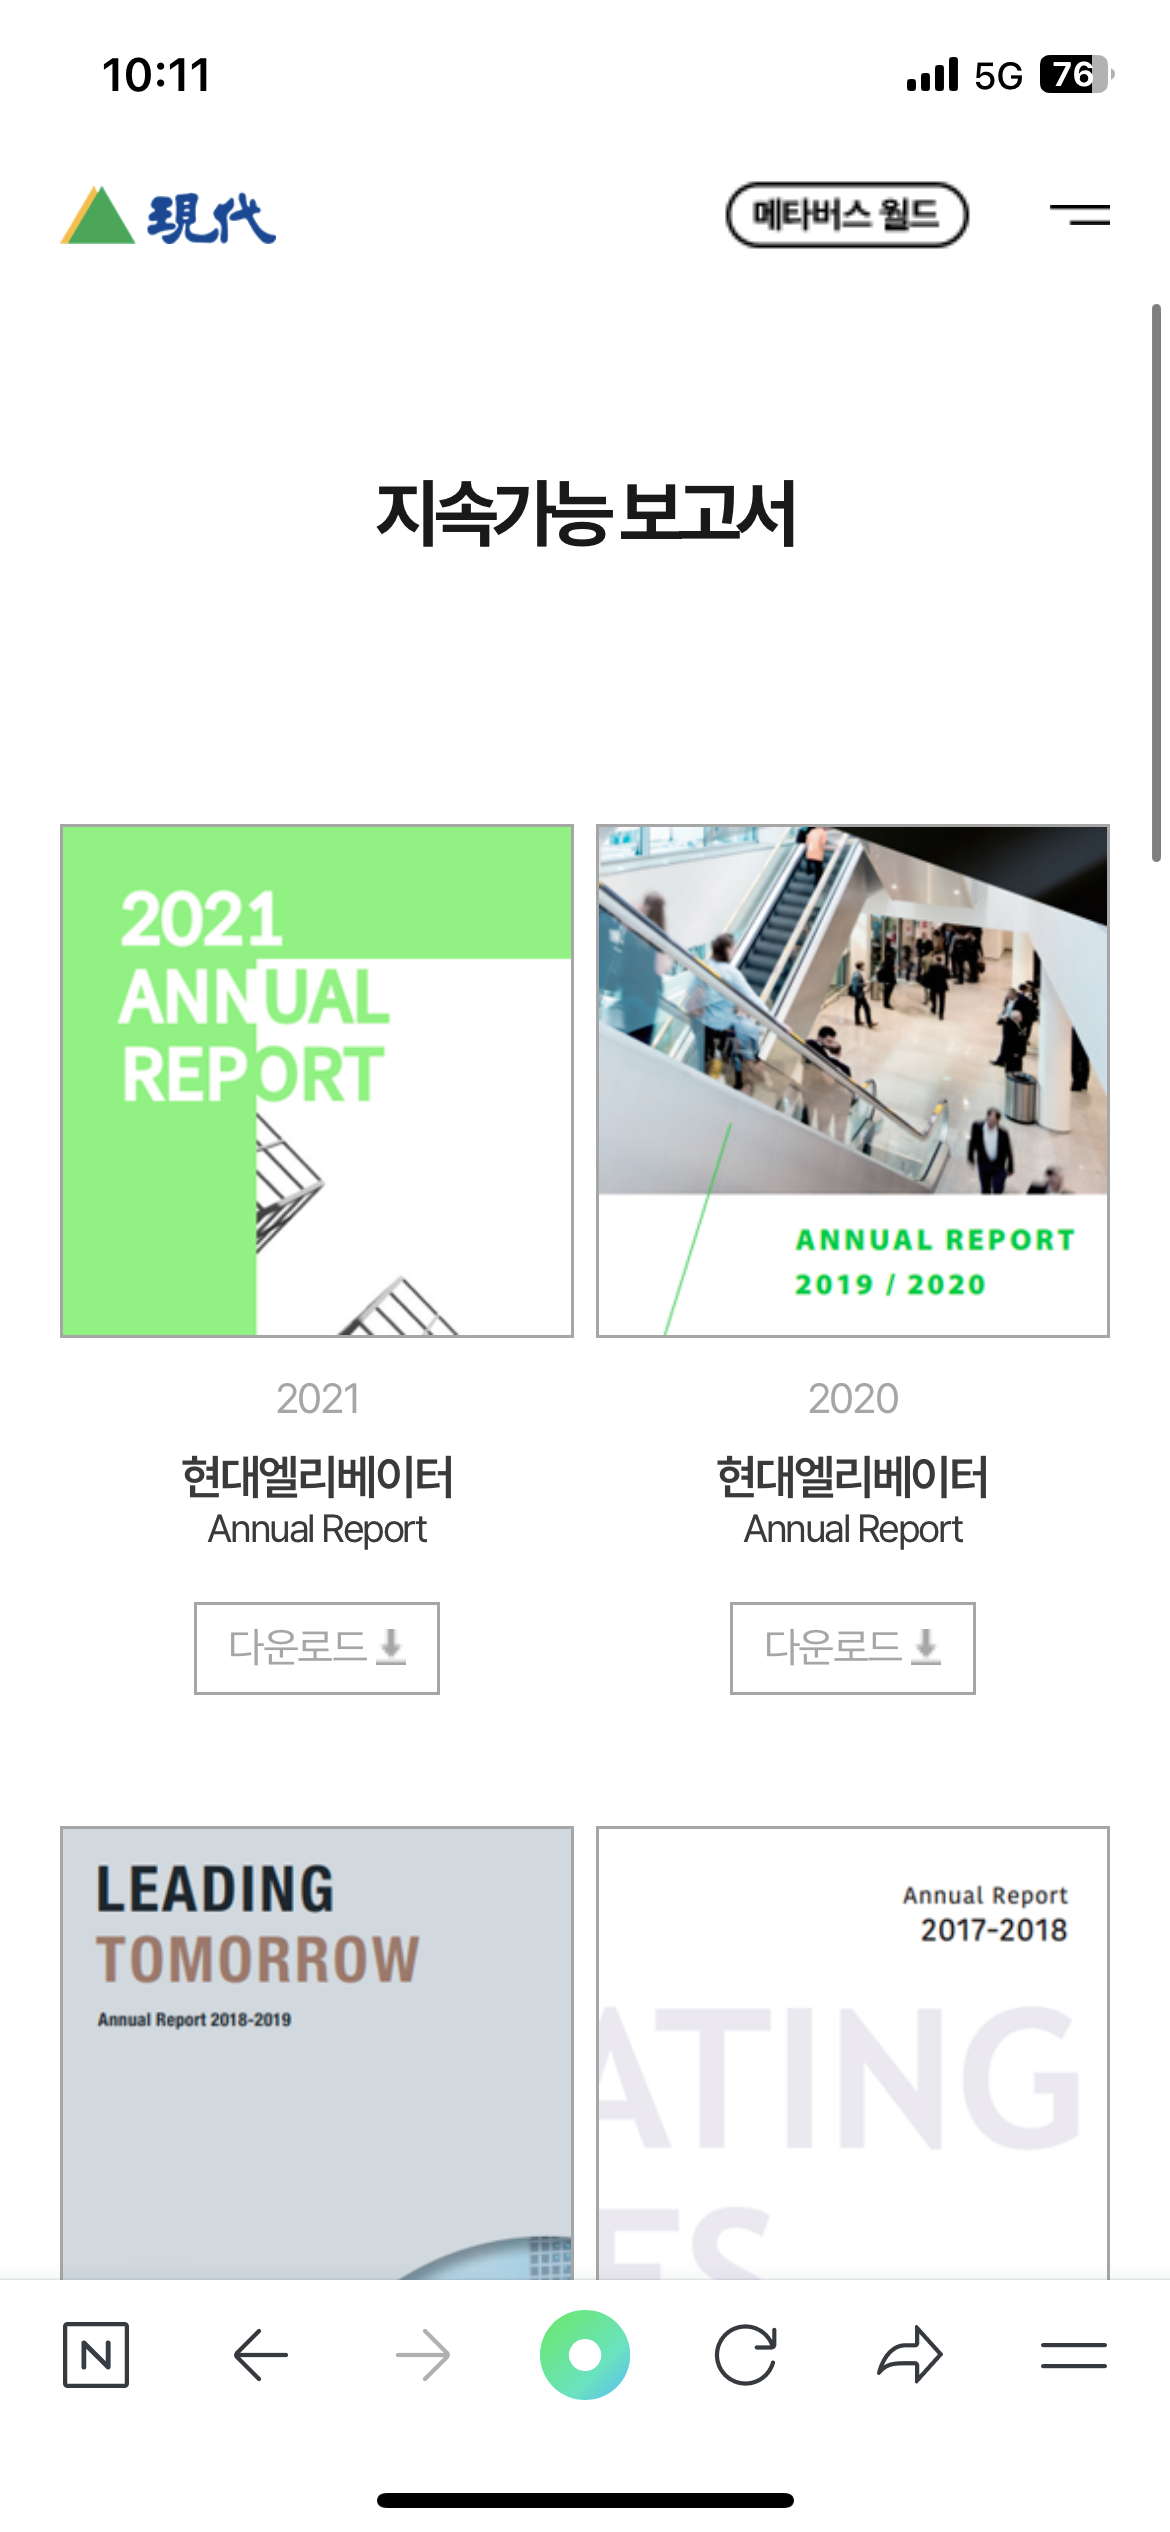 10:11
5G
76
現代
메타버스 월드
지속가능 보고서
2021
ANNUAL
REPORT
ANNUAL REPORT
2019 / 2020
2021
현대엘리베이터
Annual Report
다운로드
2020
현대엘리베이터
Annual Report
다운로드
LEADING
TOMORROW
Annual Report 2018-2019
Annual Report
2017-2018
ATING
ES
N